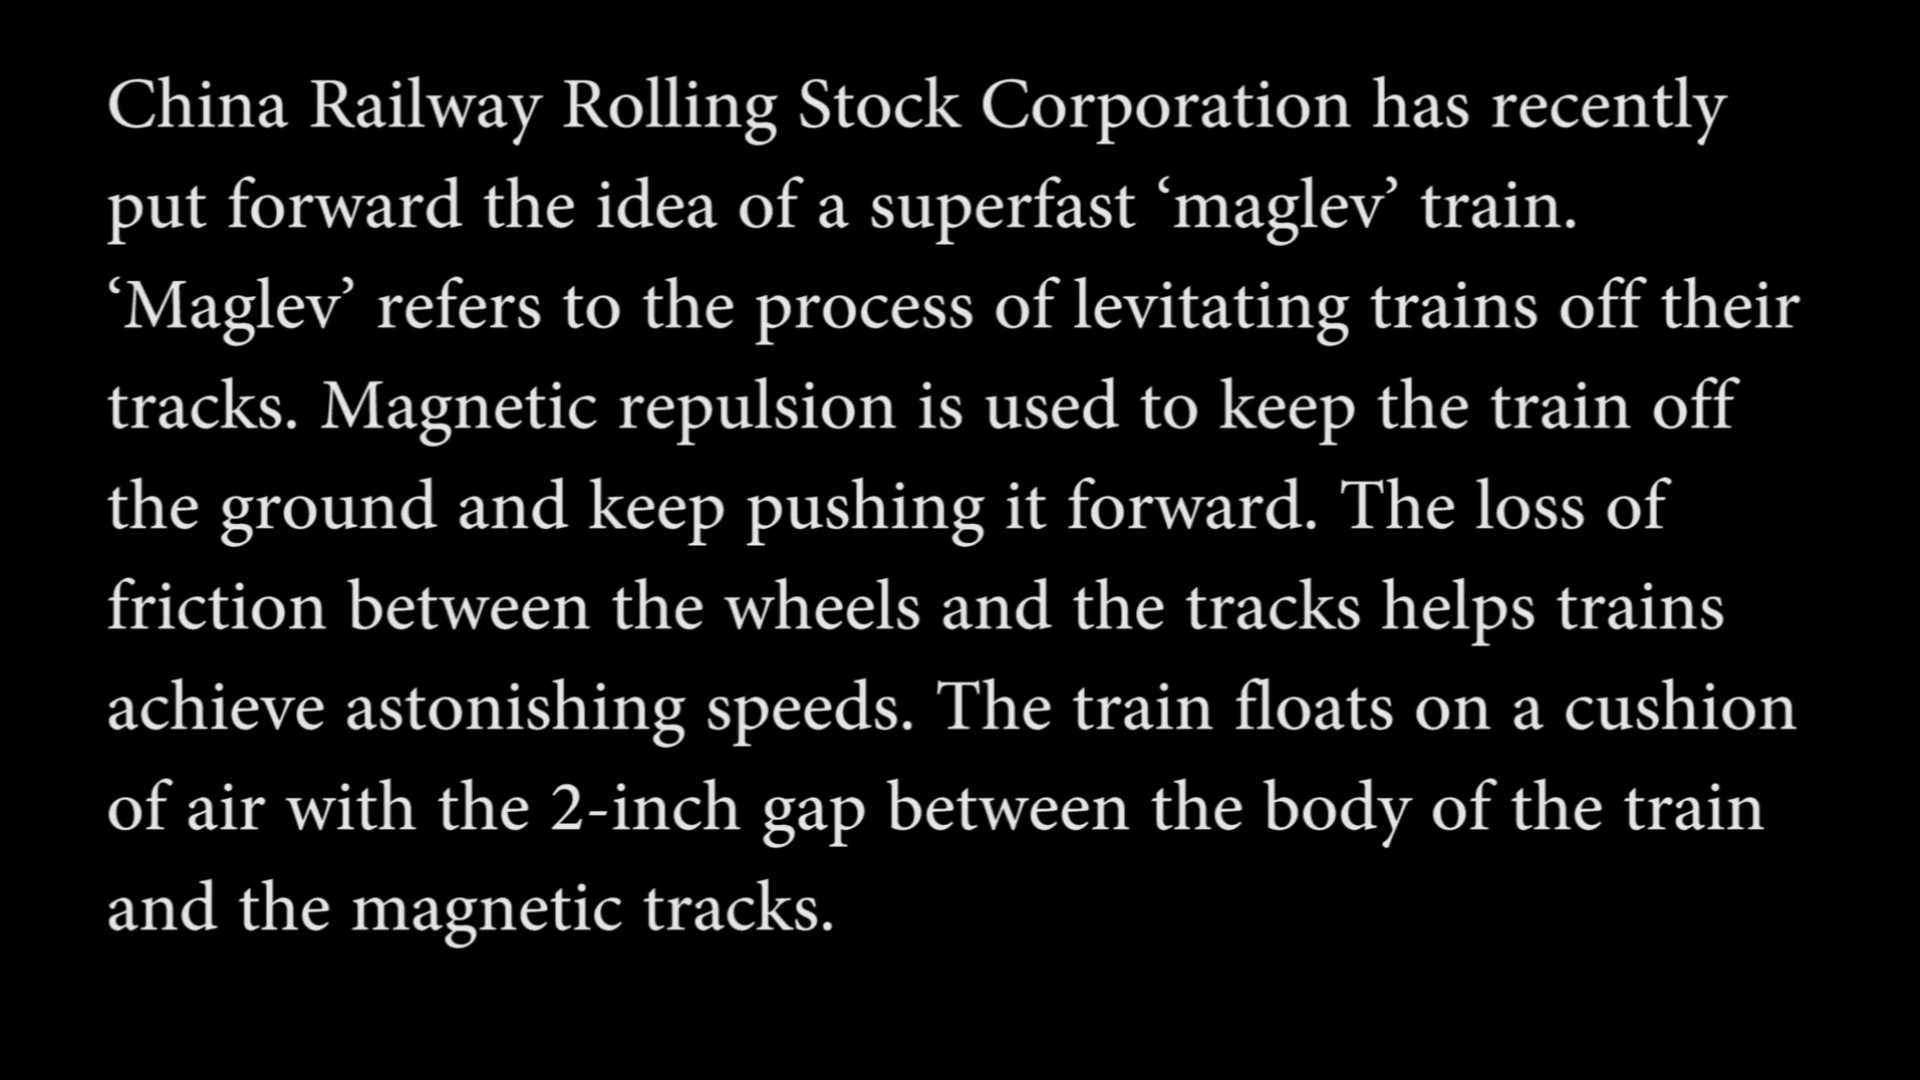 China Railway Rolling Stock Corporation has recently
put forward the idea of a superfast ‘maglev’ train.
‘Maglev’ refers to the process of levitating trains off their
tracks. Magnetic repulsion is used to keep the train off
the ground and keep pushing it forward. The loss of
friction between the wheels and the tracks helps trains
achieve astonishing speeds. The train floats on a cushion
of air with the 2-inch gap between the body of the train
and the magnetic tracks.